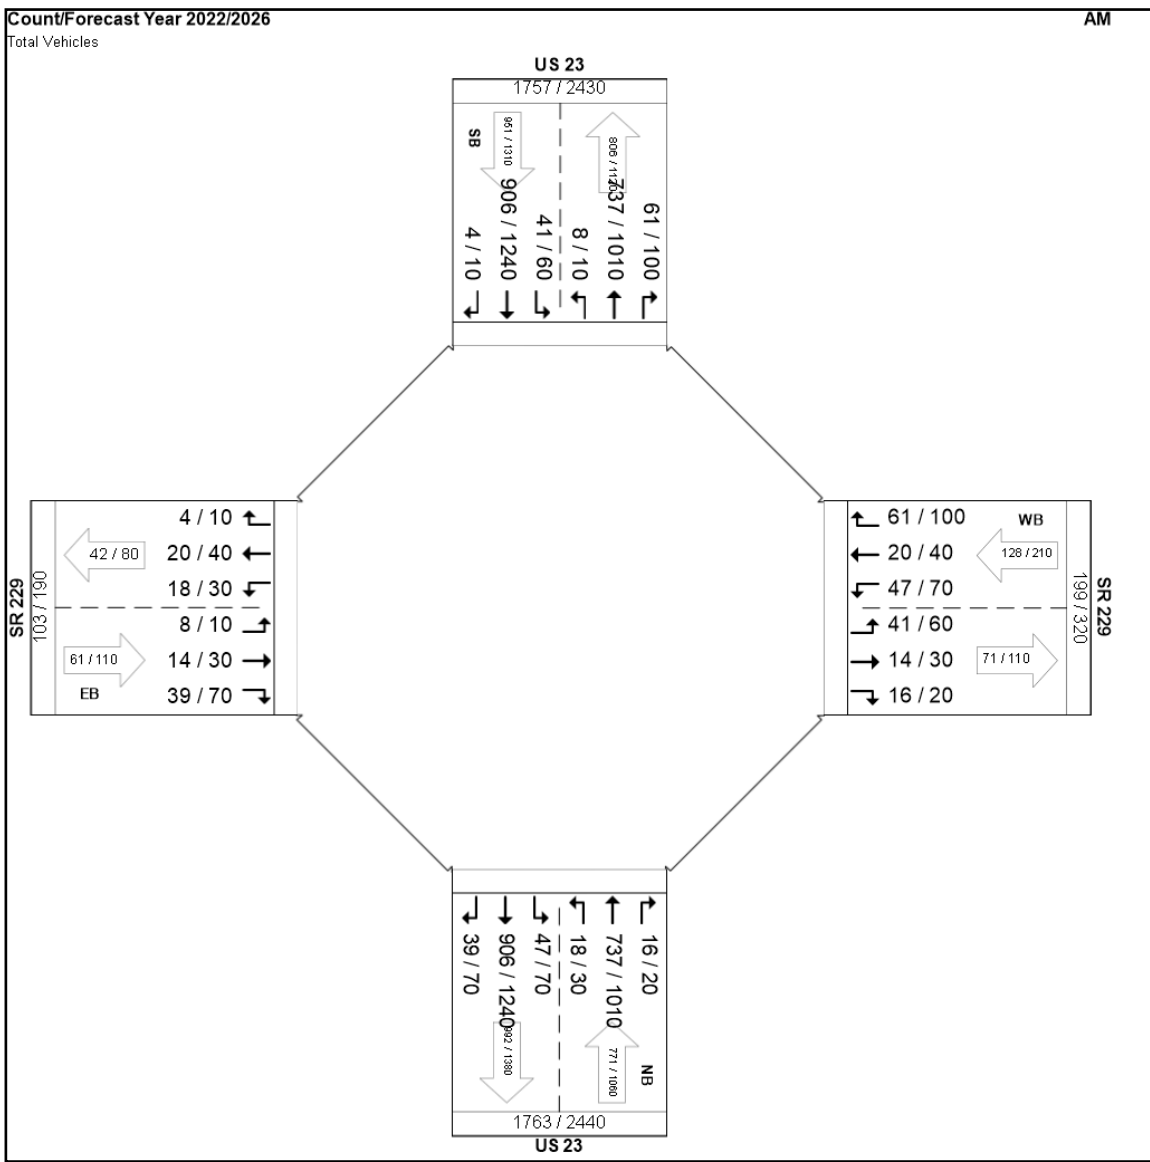 Count/Forecast Year 2022/2026
AM
Total Vehicles
US 23
1757 / 2430
SB
951 / 1310
806 / 1120
4 / 10
906 / 1240
41 / 60
8 / 10
737 / 1010
61 / 100
4 / 10
20 / 40
18 / 30
8 / 10
14 / 30
39 / 70
42 / 80
61 / 110
EB
103 / 190
SR 229
61 / 100
20 / 40
47 / 70
41 / 60
14 / 30
16 / 20
WB
128 / 210
71 / 110
199 / 320
SR 229
39 / 70
906 / 1240
47 / 70
18 / 30
737 / 1010
16 / 20
992 / 1380
771 / 1060
NB
1763 / 2440
US 23